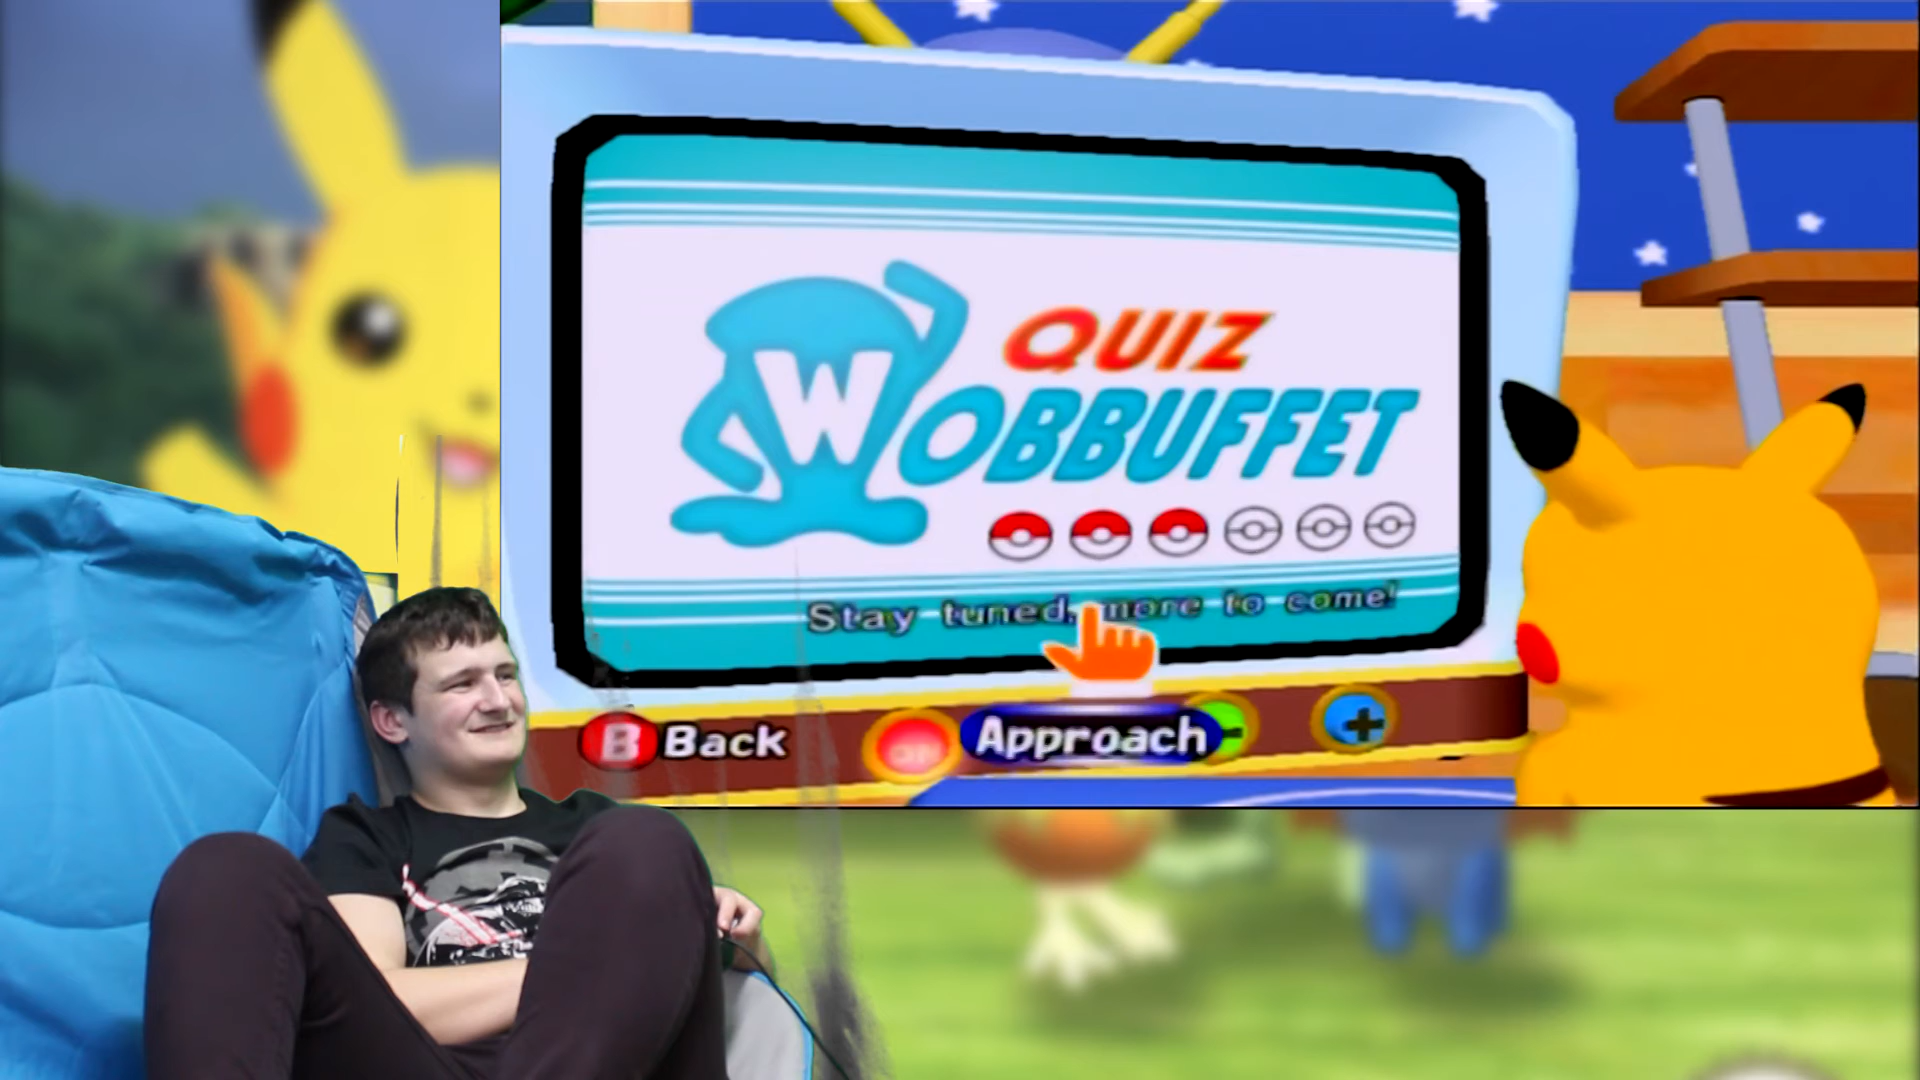 QUIZ
WOBBUFFET
Stay tuned, more to come!
B Back
Approach